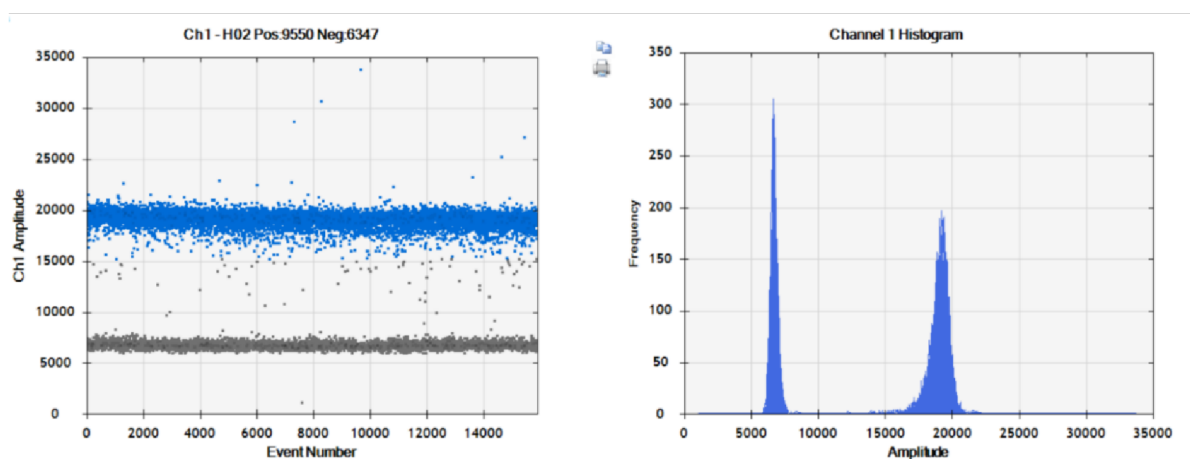 Ch1 - H02 Pos:9550 Neg:6347
35000
30000
25000
20000
15000
10000
5000
0
Ch1 Amplitude
0 2000 4000 6000 8000 10000 12000 14000
Event Number
Channel 1 Histogram
350
300
250
200
150
100
50
0
Frequency
0 5000 10000 15000 20000 25000 30000 35000
Amplitude